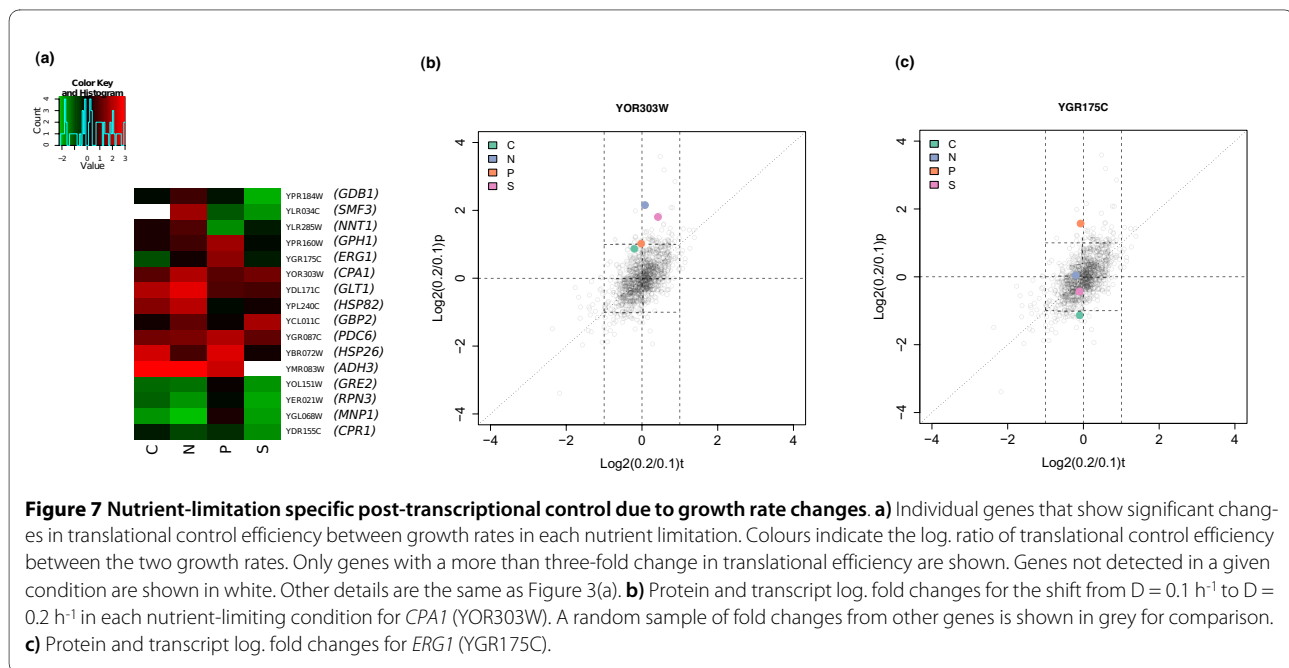 (a)
Color Key
and Histogram
Count
0 1 2 3 4
-2 -1 0 1 2 3
Value
YPR184W (GDB1)
YLR034C (SMF3)
YLR285W (NNT1)
YPR160W (GPH1)
YGR175C (ERG1)
YOR303W (CPA1)
YDL171C (GLT1)
YPL240C (HSP82)
YCL011C (GBP2)
YGR087C (PDC6)
YBR072W (HSP26)
YMR083W (ADH3)
YOL151W (GRE2)
YER021W (RPN3)
YGL068W (MNP1)
YDR155C (CPR1)
C N P S
(b)
YOR303W
C
N
P
S
Log2(0.2/0.1)p
−4 −2 0 2 4
−4 −2 0 2 4
Log2(0.2/0.1)t
(c)
YGR175C
C
N
P
S
Log2(0.2/0.1)p
−4 −2 0 2 4
−4 −2 0 2 4
Log2(0.2/0.1)t
Figure 7 Nutrient-limitation specific post-transcriptional control due to growth rate changes. a) Individual genes that show significant chang-
es in translational control efficiency between growth rates in each nutrient limitation. Colours indicate the log. ratio of translational control efficiency
between the two growth rates. Only genes with a more than three-fold change in translational efficiency are shown. Genes not detected in a given
condition are shown in white. Other details are the same as Figure 3(a). b) Protein and transcript log. fold changes for the shift from D = 0.1 h-1 to D =
0.2 h-1 in each nutrient-limiting condition for CPA1 (YOR303W). A random sample of fold changes from other genes is shown in grey for comparison.
c) Protein and transcript log. fold changes for ERG1 (YGR175C).